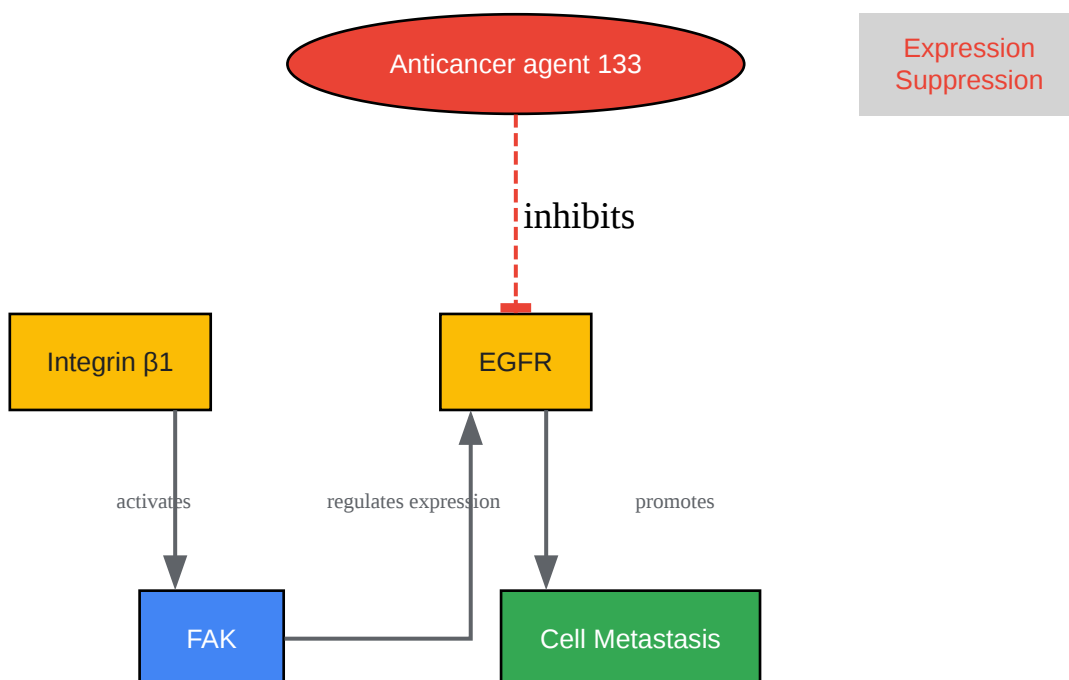 Anticancer agent 133
Expression
Suppression
inhibits
Integrin β1
EGFR
activates
regulates expression
promotes
FAK
Cell Metastasis